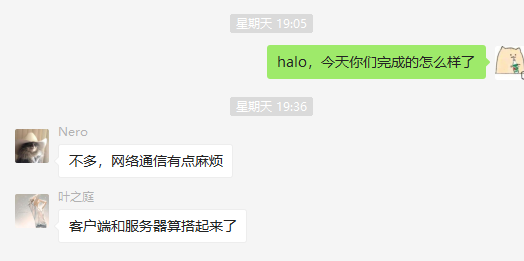 星期天 19:05
halo，今天你们完成的怎么样了
星期天 19:36
Nero
不多，网络通信有点麻烦
叶之庭
客户端和服务器算搭起来了